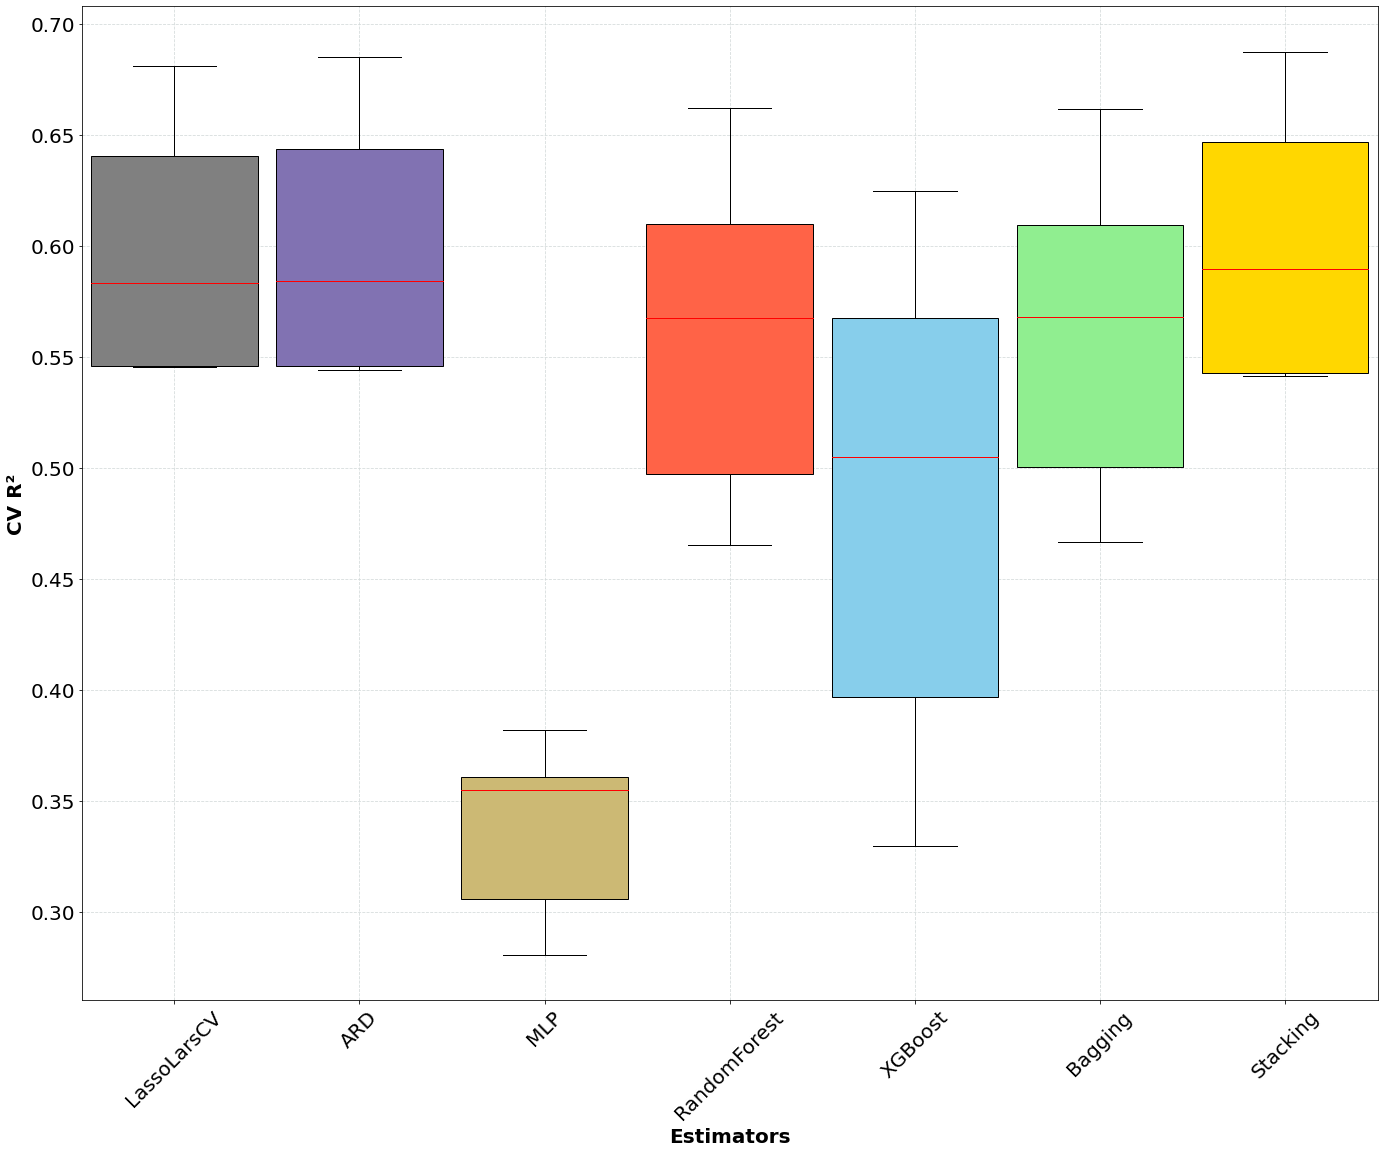 0.70
0.65
0.60
0.55
0.50
0.45
0.40
0.35
0.30
CV R²
LassoLarsCV
ARD
MLP
RandomForest
XGBoost
Bagging
Stacking
Estimators